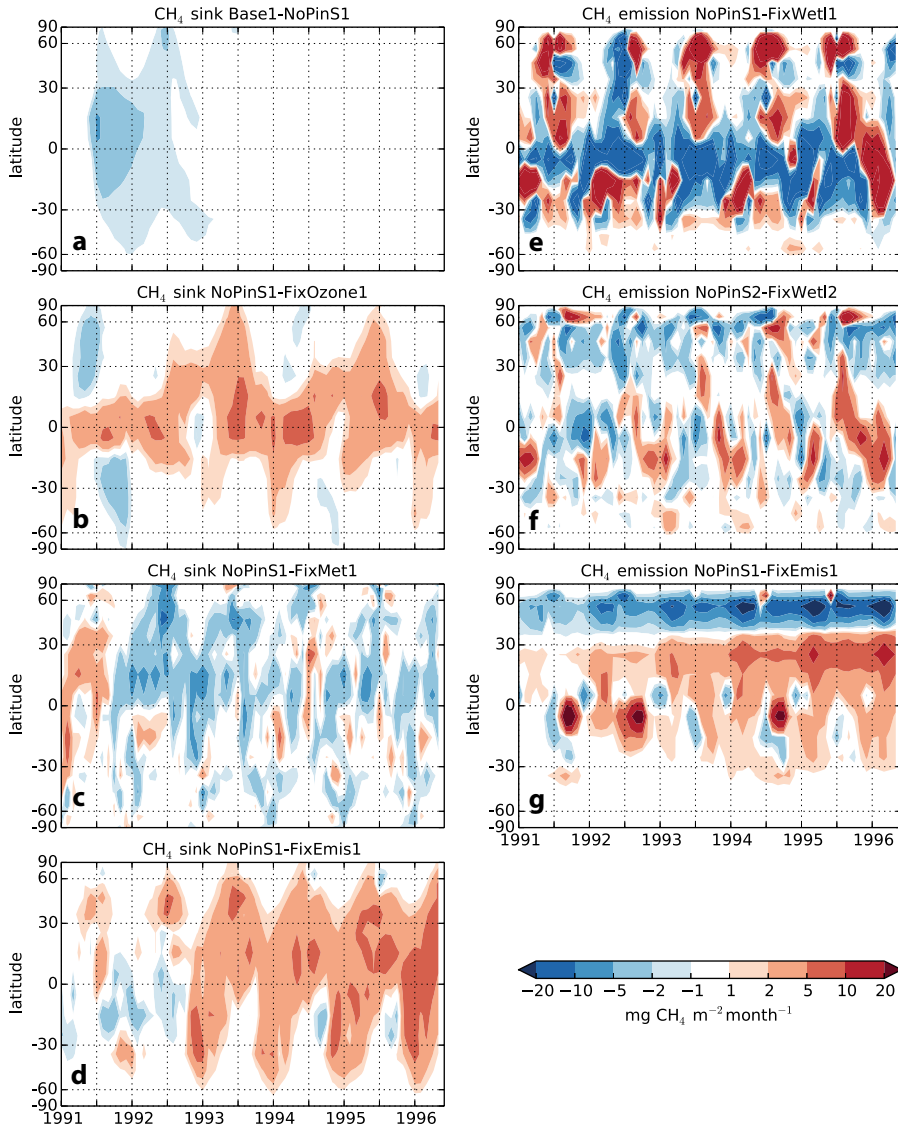 CH₄ sink Base1-NoPinS1
90
60
30
0
-30
-60
-90
latitude
a
CH₄ sink NoPinS1-FixOzone1
90
60
30
0
-30
-60
-90
latitude
b
CH₄ sink NoPinS1-FixMet1
90
60
30
0
-30
-60
-90
latitude
c
CH₄ sink NoPinS1-FixEmis1
90
60
30
0
-30
-60
-90
latitude
d
1991 1992 1993 1994 1995 1996
CH₄ emission NoPinS1-FixWetl1
90
60
30
0
-30
-60
-90
latitude
e
CH₄ emission NoPinS2-FixWetl2
90
60
30
0
-30
-60
-90
latitude
f
CH₄ emission NoPinS1-FixEmis1
90
60
30
0
-30
-60
-90
latitude
g
1991 1992 1993 1994 1995 1996
−20 −10 −5 −2 −1 1 2 5 10 20
mg CH₄ m⁻² month⁻¹